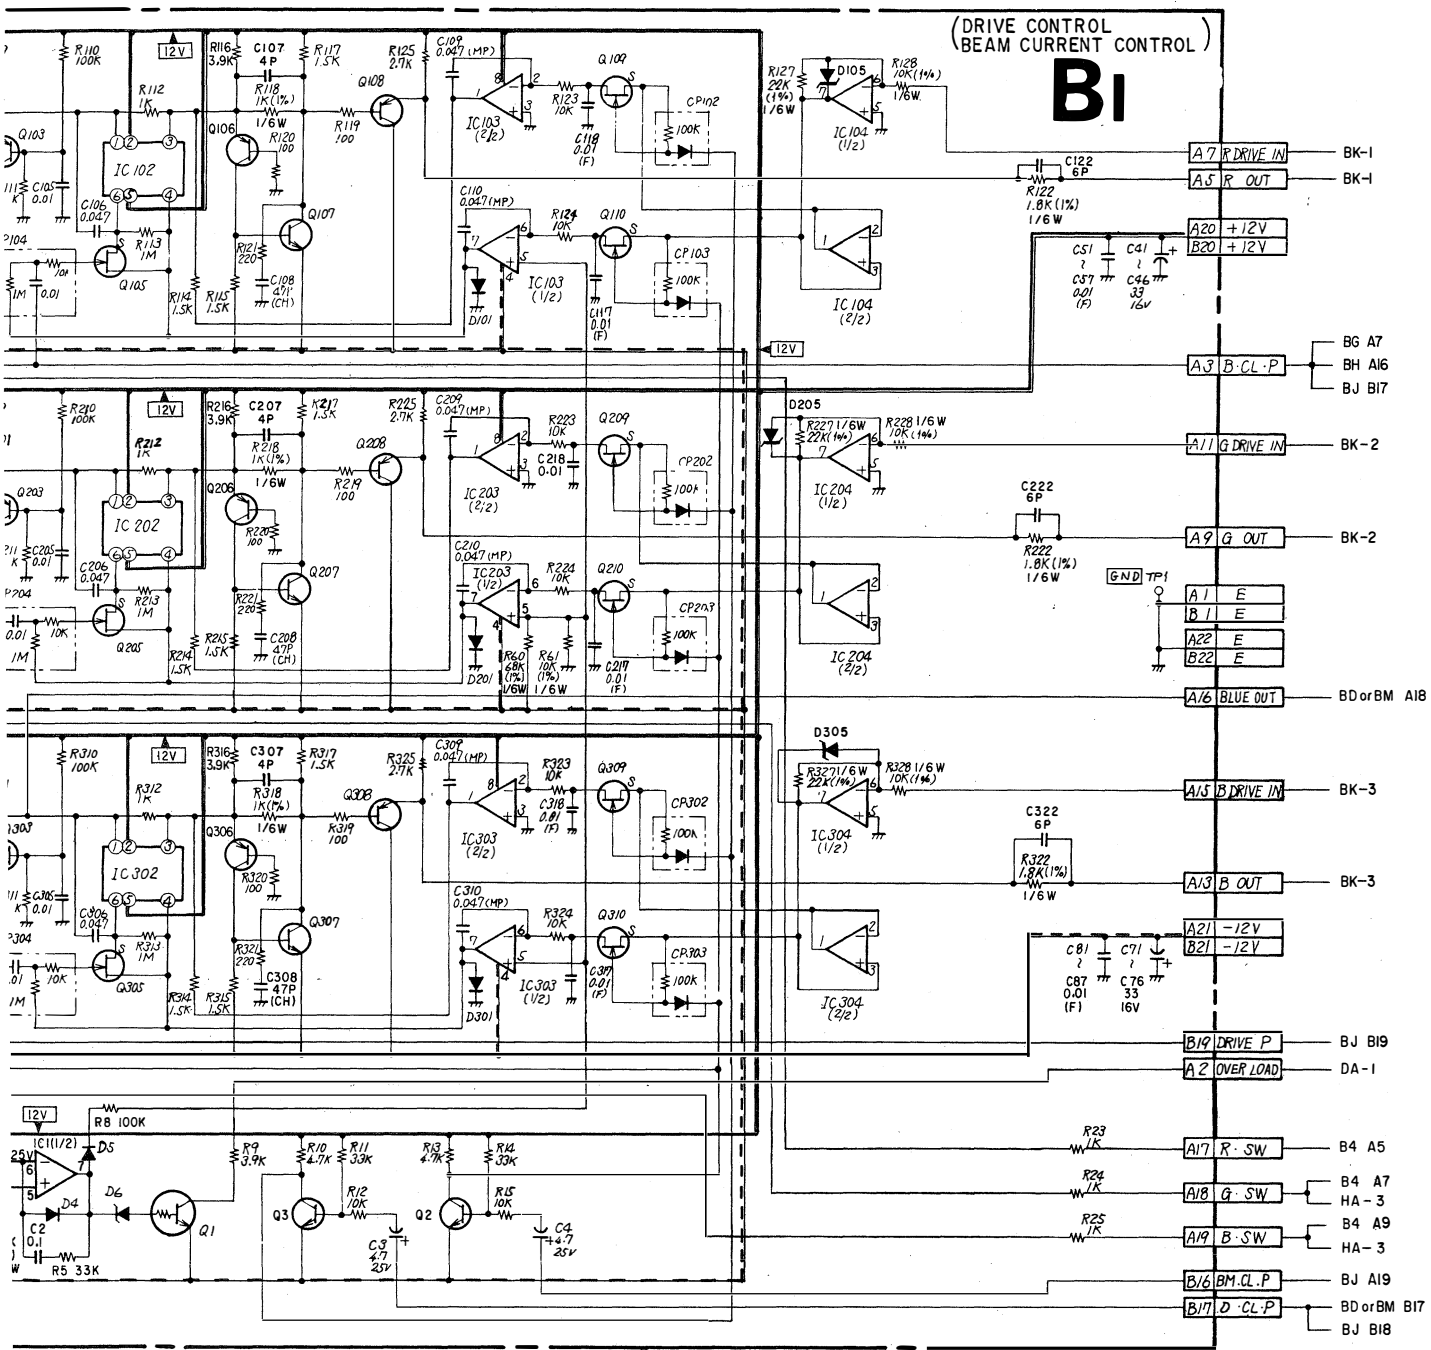 (DRIVE CONTROL
BEAM CURRENT CONTROL)
B1
R110
100K
12V
R116
3.9K
C107
4P
R117
1.5K
R125
2.7K
C109
0.047(MP)
Q109
R127
22K
(1%)
1/6W
D105
R128
10K(1%)
1/6W
R112
1K
R118
1K(1%)
1/6W
Q108
R119
100
R123
10K
CP102
100K
Q103
Q106
R120
100
IC103
(2/2)
C118
0.01
(F)
IC104
(1/2)
IC102
A7 R DRIVE IN BK-1
C122
6P
A5 R OUT BK-1
R122
1.8K(1%)
1/6W
C105
0.01
C106
0.047
R113
1M
Q105
P104
10K
1M
0.01
Q107
R121
220
C108
47P
(CH)
R114
1.5K
R115
1.5K
C110
0.047(MP)
R124
10K
Q110
CP103
100K
IC103
(1/2)
D101
C117
0.01
(F)
IC104
(2/2)
A20 +12V
B20 +12V
C51
~
C57
0.01
(F)
C41
~
C46
33
16V
12V
BG A7
A3 B·CL·P BH A16
BJ B17
R210
100K
12V
R216
3.9K
C207
4P
R217
1.5K
R225
2.7K
C209
0.047(MP)
R223
10K
Q209
D205
R227 1/6W
22K(1%)
R228 1/6W
10K(1%)
A11 G DRIVE IN BK-2
R212
1K
R218
1K(1%)
1/6W
Q208
R219
100
C218
0.01
CP202
100K
Q203
Q206
R220
100
IC203
(2/2)
IC204
(1/2)
IC202
C222
6P
A9 G OUT BK-2
R222
1.8K(1%)
1/6W
C205
0.01
C206
0.047
R213
1M
Q205
P204
0.01
10K
1M
Q207
R221
220
C208
47P
(CH)
R214
1.5K
R215
1.5K
C210
0.047(MP)
IC203
(1/2)
R224
10K
Q210
CP203
100K
D201
R60
68K
(1%)
1/6W
R61
10K
(1%)
1/6W
C217
0.01
(F)
IC204
(2/2)
GND TP1
A1 E
B1 E
A22 E
B22 E
A16 BLUE OUT BD or BM A18
R310
100K
12V
R316
3.9K
C307
4P
R317
1.5K
R325
2.7K
C309
0.047(MP)
R323
10K
Q309
D305
R327 1/6W
22K(1%)
R328 1/6W
10K(1%)
A15 B DRIVE IN BK-3
R312
1K
R318
1K(1%)
1/6W
Q308
R319
100
C318
0.01
(F)
CP302
100K
Q303
Q306
R320
100
IC303
(2/2)
IC304
(1/2)
IC302
C322
6P
R322
1.8K(1%)
1/6W
A13 B OUT BK-3
C305
0.01
C306
0.047
R313
1M
Q305
P304
.01
10K
1M
Q307
R321
220
C308
47P
(CH)
R314
1.5K
R315
1.5K
C310
0.047(MP)
R324
10K
Q310
CP303
100K
IC303
(1/2)
D301
C317
0.01
(F)
IC304
(2/2)
A21 -12V
B21 -12V
C81
~
C87
0.01
(F)
C71
~
C76
33
16V
B19 DRIVE P BJ B19
A2 OVER LOAD DA-1
12V
R8 100K
IC1(1/2)
25V
D5
D4
D6
C2
0.1
R5 33K
Q1
R9
3.9K
R10
4.7K
R11
33K
R12
10K
Q3
C3
4.7
25V
R13
4.7K
R14
33K
R15
10K
Q2
C4
4.7
25V
R23
1K
A17 R·SW B4 A5
R24
1K
A18 G·SW B4 A7
HA-3
R25
1K
A19 B·SW B4 A9
HA-3
B16 BM.CL.P BJ A19
B17 D·CL·P BD or BM B17
BJ B18